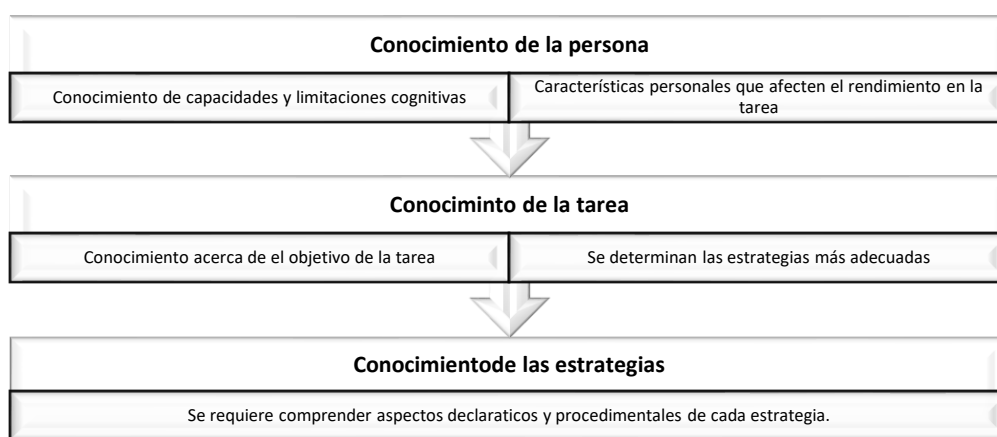 Conocimiento de la persona
Conocimiento de capacidades y limitaciones cognitivas
Características personales que afecten el rendimiento en la
tarea
Conociminto de la tarea
Conocimiento acerca de el objetivo de la tarea
Se determinan las estrategias más adecuadas
Conocimientode las estrategias
Se requiere comprender aspectos declaraticos y procedimentales de cada estrategia.